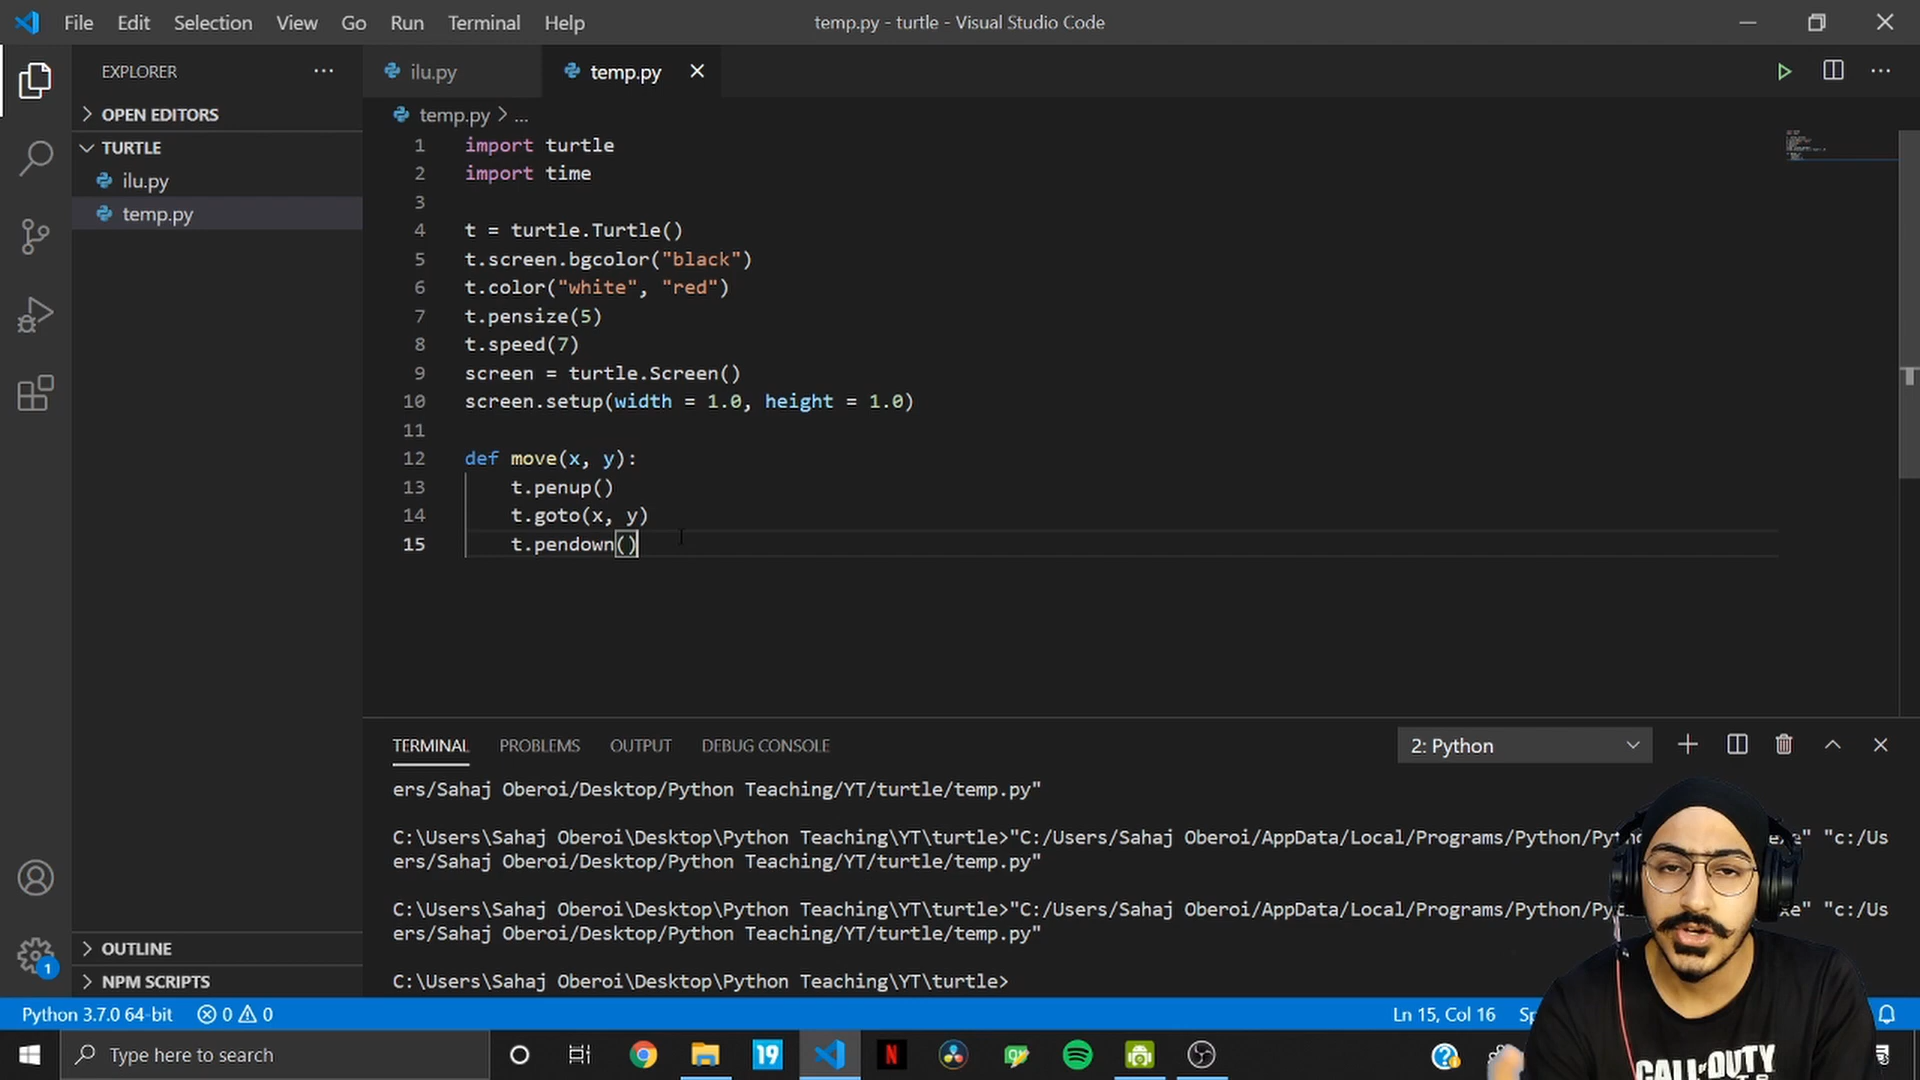 File Edit Selection View Go Run Terminal Help
temp.py - turtle - Visual Studio Code
EXPLORER
OPEN EDITORS
TURTLE
ilu.py
temp.py
OUTLINE
NPM SCRIPTS
1
ilu.py
temp.py
temp.py > ...
1 import turtle
2 import time
3
4 t = turtle.Turtle()
5 t.screen.bgcolor("black")
6 t.color("white", "red")
7 t.pensize(5)
8 t.speed(7)
9 screen = turtle.Screen()
10 screen.setup(width = 1.0, height = 1.0)
11
12 def move(x, y):
13 t.penup()
14 t.goto(x, y)
15 t.pendown()
TERMINAL PROBLEMS OUTPUT DEBUG CONSOLE
2: Python
ers/Sahaj Oberoi/Desktop/Python Teaching/YT/turtle/temp.py"
C:\Users\Sahaj Oberoi\Desktop\Python Teaching\YT\turtle>"C:/Users/Sahaj Oberoi/AppData/Local/Programs/Python/Pyth "c:/Us
ers/Sahaj Oberoi/Desktop/Python Teaching/YT/turtle/temp.py"
C:\Users\Sahaj Oberoi\Desktop\Python Teaching\YT\turtle>"C:/Users/Sahaj Oberoi/AppData/Local/Programs/Python/Py "c:/Us
ers/Sahaj Oberoi/Desktop/Python Teaching/YT/turtle/temp.py"
C:\Users\Sahaj Oberoi\Desktop\Python Teaching\YT\turtle>
Python 3.7.0 64-bit 0 0
Ln 15, Col 16
Type here to search
19
N
CALL OF DUTY